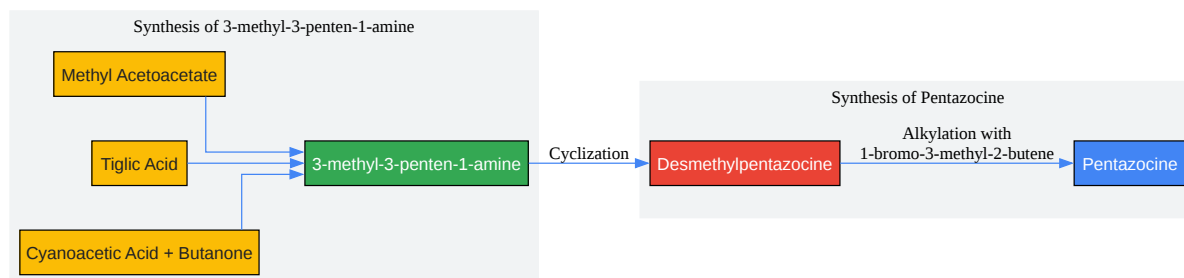 Synthesis of 3-methyl-3-penten-1-amine
Methyl Acetoacetate
Tiglic Acid
Cyanoacetic Acid + Butanone
3-methyl-3-penten-1-amine
Cyclization
Synthesis of Pentazocine
Desmethylpentazocine
Alkylation with
1-bromo-3-methyl-2-butene
Pentazocine